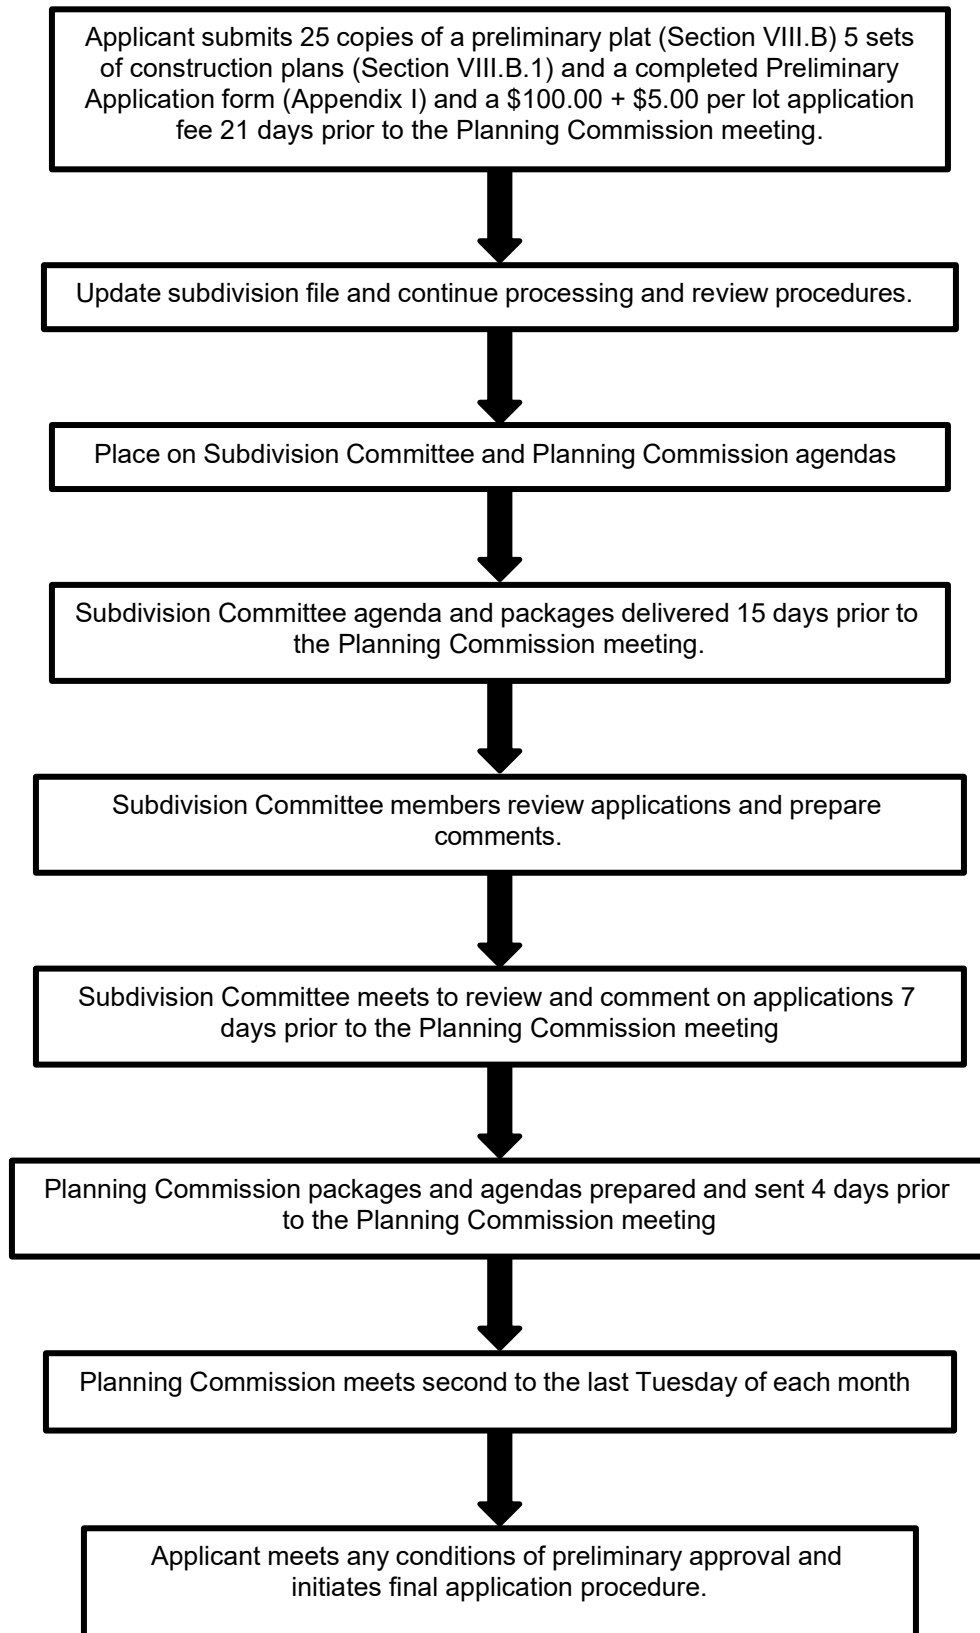 Applicant submits 25 copies of a preliminary plat (Section VIII.B) 5 sets
of construction plans (Section VIII.B.1) and a completed Preliminary
Application form (Appendix I) and a $100.00 + $5.00 per lot application
fee 21 days prior to the Planning Commission meeting.
Update subdivision file and continue processing and review procedures.
Place on Subdivision Committee and Planning Commission agendas
Subdivision Committee agenda and packages delivered 15 days prior to
the Planning Commission meeting.
Subdivision Committee members review applications and prepare
comments.
Subdivision Committee meets to review and comment on applications 7
days prior to the Planning Commission meeting
Planning Commission packages and agendas prepared and sent 4 days prior
to the Planning Commission meeting
Planning Commission meets second to the last Tuesday of each month
Applicant meets any conditions of preliminary approval and
initiates final application procedure.